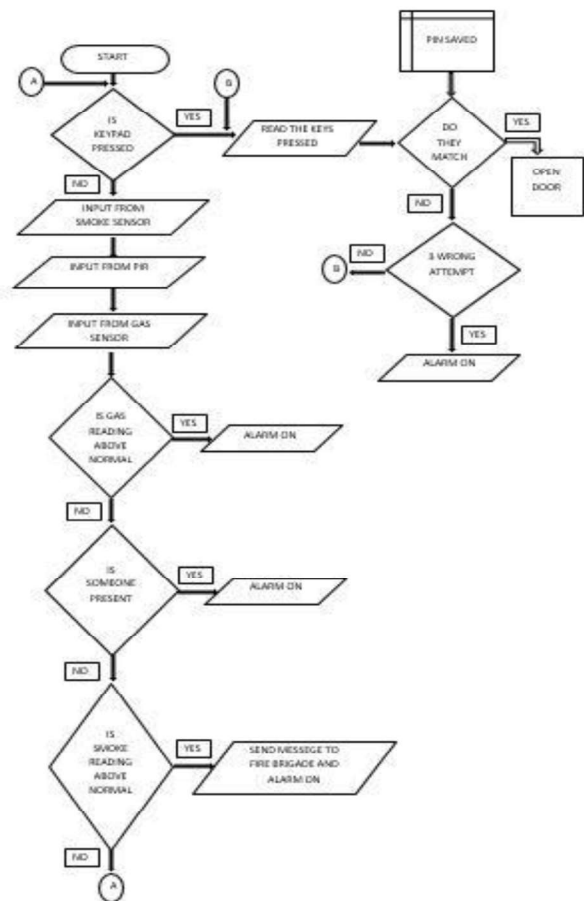 START
A
IS
KEYPAD
PRESSED
YES
B
READ THE KEYS
PRESSED
PIN SAVED
DO
THEY
MATCH
YES
OPEN
DOOR
NO
3 WRONG
ATTEMPT
NO
B
YES
ALARM ON
NO
INPUT FROM
SMOKE SENSOR
INPUT FROM PIR
INPUT FROM GAS
SENSOR
IS GAS
READING
ABOVE
NORMAL
YES
ALARM ON
NO
IS
SOMEONE
PRESENT
YES
ALARM ON
NO
IS
SMOKE
READING
ABOVE
NORMAL
YES
SEND MESSEGE TO
FIRE BRIGADE AND
ALARM ON
NO
A